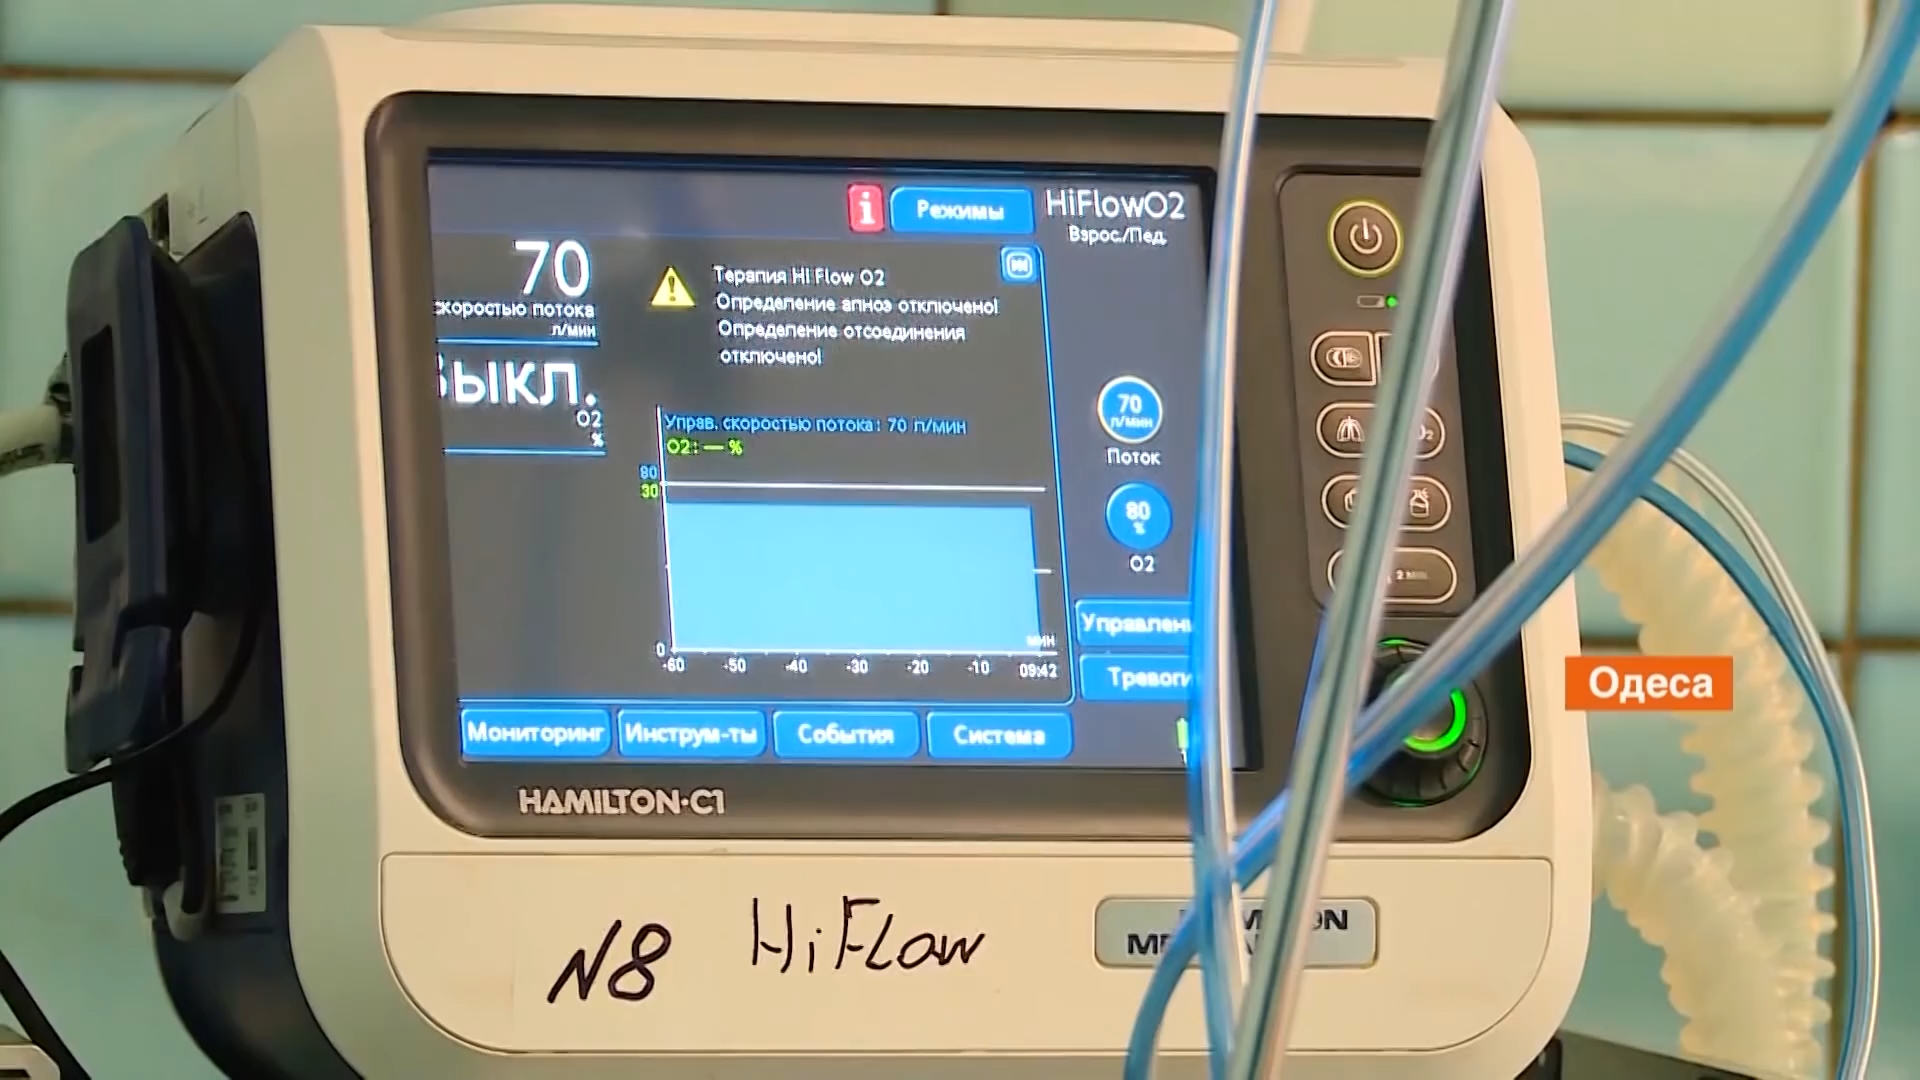 Режимы
HiFlowO2
Взрос./Пед.
70
скоростью потока
л/мин
Терапия Hi Flow O2
Определение апноэ отключено!
Определение отсоединения
отключено!
ВЫКЛ.
O2
%
Управ. скоростью потока: 70 л/мин
O2: — %
80
30
0
-60 -50 -40 -30 -20 -10 09:42
мин
70
л/мин
Поток
80
%
O2
Тревоги
Мониторинг Инструм-ты События Система
HAMILTON-C1
Одеса
N8 HiFlow